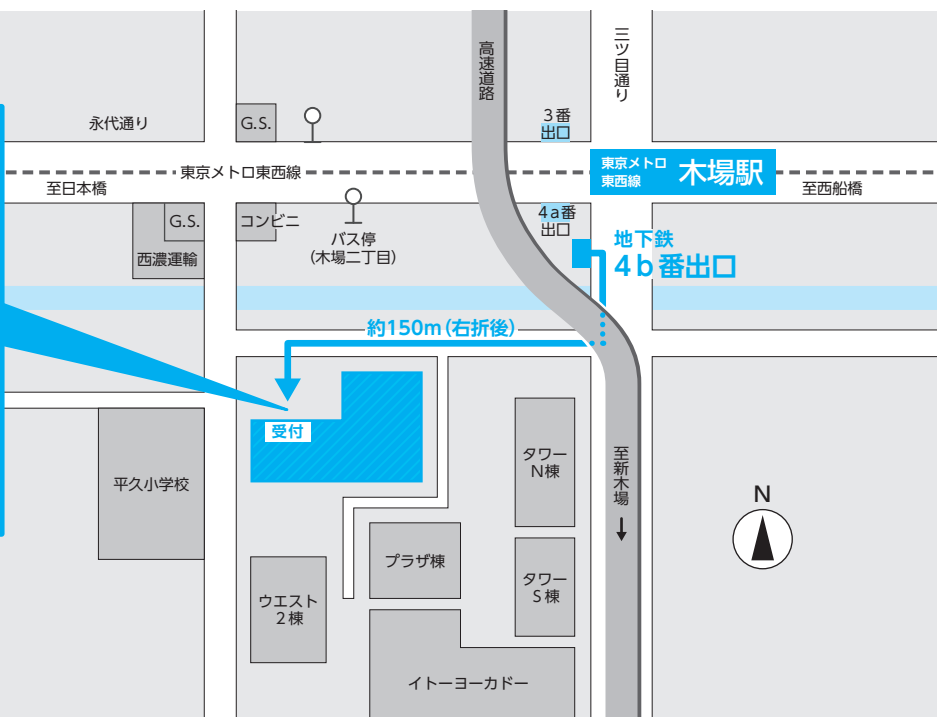 三ツ目通り
高速道路
永代通り
G.S.
3番
出口
東京メトロ東西線
東京メトロ
東西線
木場駅
至日本橋
至西船橋
G.S.
コンビニ
4a番
出口
バス停
(木場二丁目)
西濃運輸
地下鉄
4b番出口
約150m(右折後)
受付
タワー
N棟
至新木場
平久小学校
N
プラザ棟
タワー
S棟
ウエスト
2棟
イトーヨーカドー